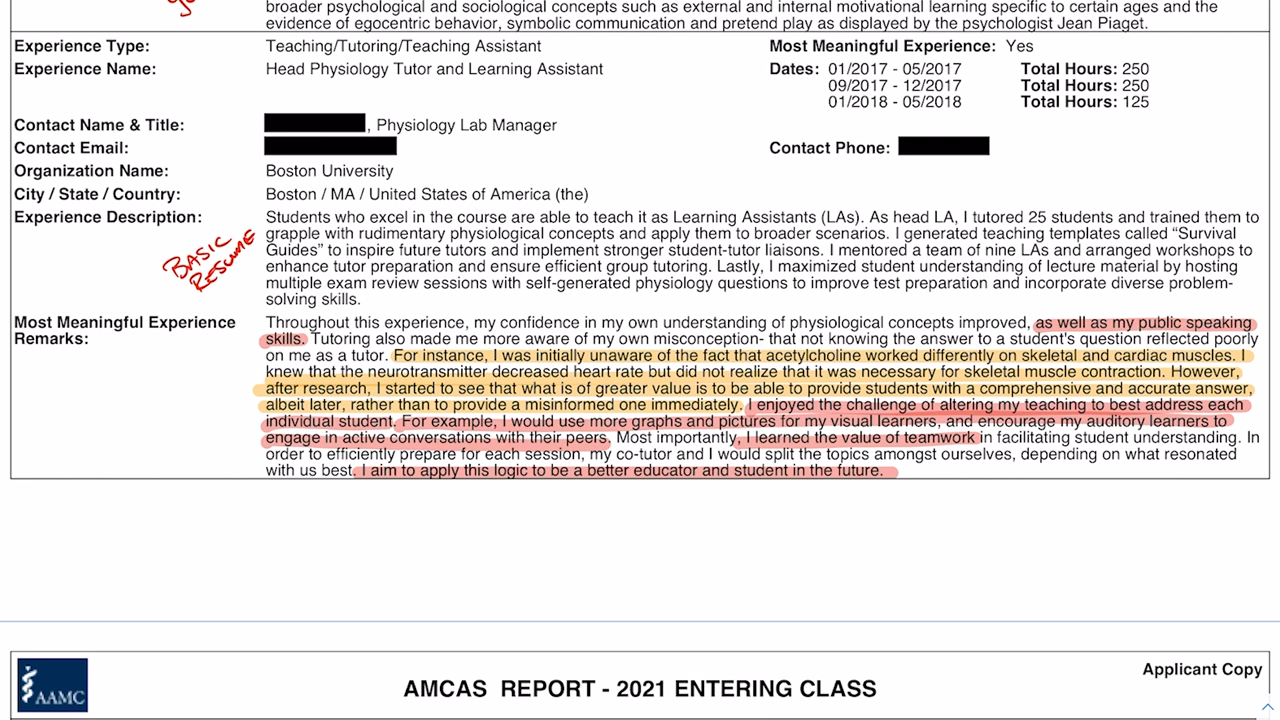 broader psychological and sociological concepts such as external and internal motivational learning specific to certain ages and the
evidence of egocentric behavior, symbolic communication and pretend play as displayed by the psychologist Jean Piaget.
Experience Type: Teaching/Tutoring/Teaching Assistant Most Meaningful Experience: Yes
Experience Name: Head Physiology Tutor and Learning Assistant Dates: 01/2017 - 05/2017 Total Hours: 250
09/2017 - 12/2017 Total Hours: 250
01/2018 - 05/2018 Total Hours: 125
Contact Name & Title: , Physiology Lab Manager
Contact Email: Contact Phone:
Organization Name: Boston University
City / State / Country: Boston / MA / United States of America (the)
Experience Description: Students who excel in the course are able to teach it as Learning Assistants (LAs). As head LA, I tutored 25 students and trained them to
grapple with rudimentary physiological concepts and apply them to broader scenarios. I generated teaching templates called “Survival
Guides” to inspire future tutors and implement stronger student-tutor liaisons. I mentored a team of nine LAs and arranged workshops to
enhance tutor preparation and ensure efficient group tutoring. Lastly, I maximized student understanding of lecture material by hosting
multiple exam review sessions with self-generated physiology questions to improve test preparation and incorporate diverse problem-
solving skills.
BASIC
RESUME
Most Meaningful Experience Throughout this experience, my confidence in my own understanding of physiological concepts improved, as well as my public speaking
Remarks: skills. Tutoring also made me more aware of my own misconception- that not knowing the answer to a student's question reflected poorly
on me as a tutor. For instance, I was initially unaware of the fact that acetylcholine worked differently on skeletal and cardiac muscles. I
knew that the neurotransmitter decreased heart rate but did not realize that it was necessary for skeletal muscle contraction. However,
after research, I started to see that what is of greater value is to be able to provide students with a comprehensive and accurate answer,
albeit later, rather than to provide a misinformed one immediately. I enjoyed the challenge of altering my teaching to best address each
individual student. For example, I would use more graphs and pictures for my visual learners, and encourage my auditory learners to
engage in active conversations with their peers. Most importantly, I learned the value of teamwork in facilitating student understanding. In
order to efficiently prepare for each session, my co-tutor and I would split the topics amongst ourselves, depending on what resonated
with us best. I aim to apply this logic to be a better educator and student in the future.
AAMC
Applicant Copy
AMCAS REPORT - 2021 ENTERING CLASS